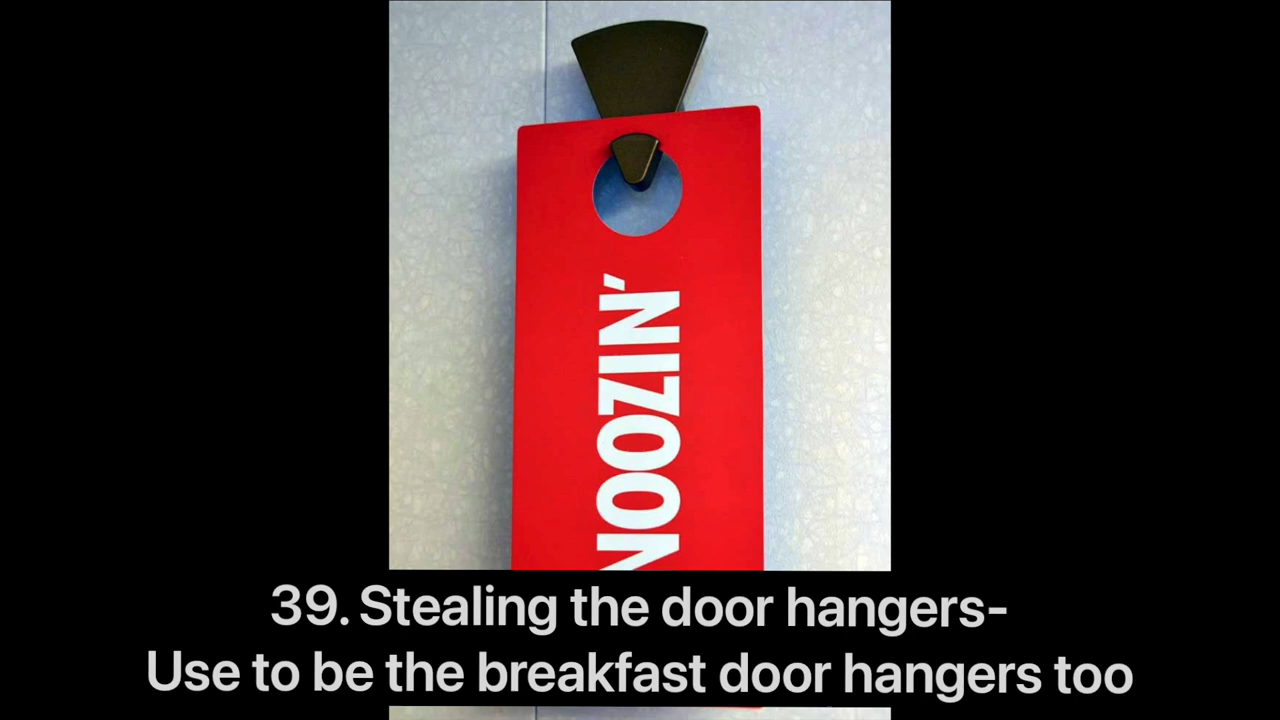 NOOZIN'
39. Stealing the door hangers-
Use to be the breakfast door hangers too